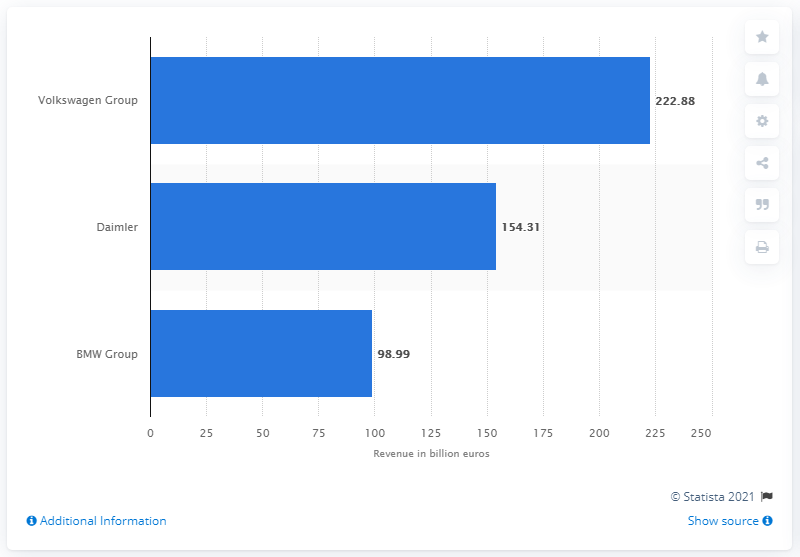 Volkswagen Group
222.88
Daimler
154.31
BMW Group
98.99
0 25 50 75 100 125 150 175 200 225 250
Revenue in billion euros
© Statista 2021
Additional Information
Show source